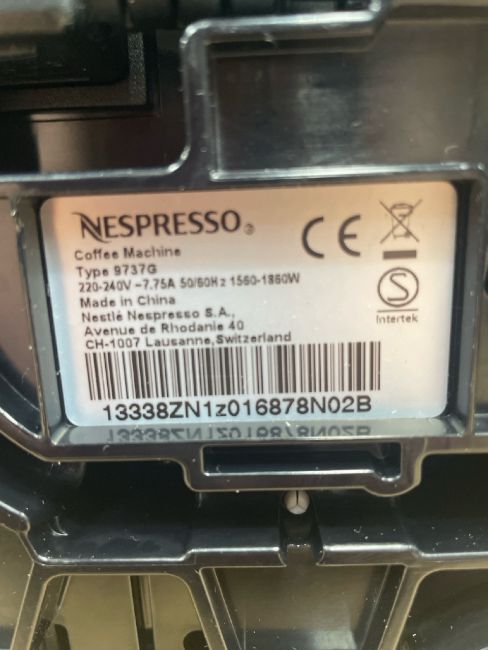 NESPRESSO®
Coffee Machine
Type 9737G
220-240V ~7.75A 50/60Hz 1560-1860W
Made in China
Nestlé Nespresso S.A.,
Avenue de Rhodanie 40
CH-1007 Lausanne,Switzerland
CE
S
Intertek
13338ZN1z016878N02B